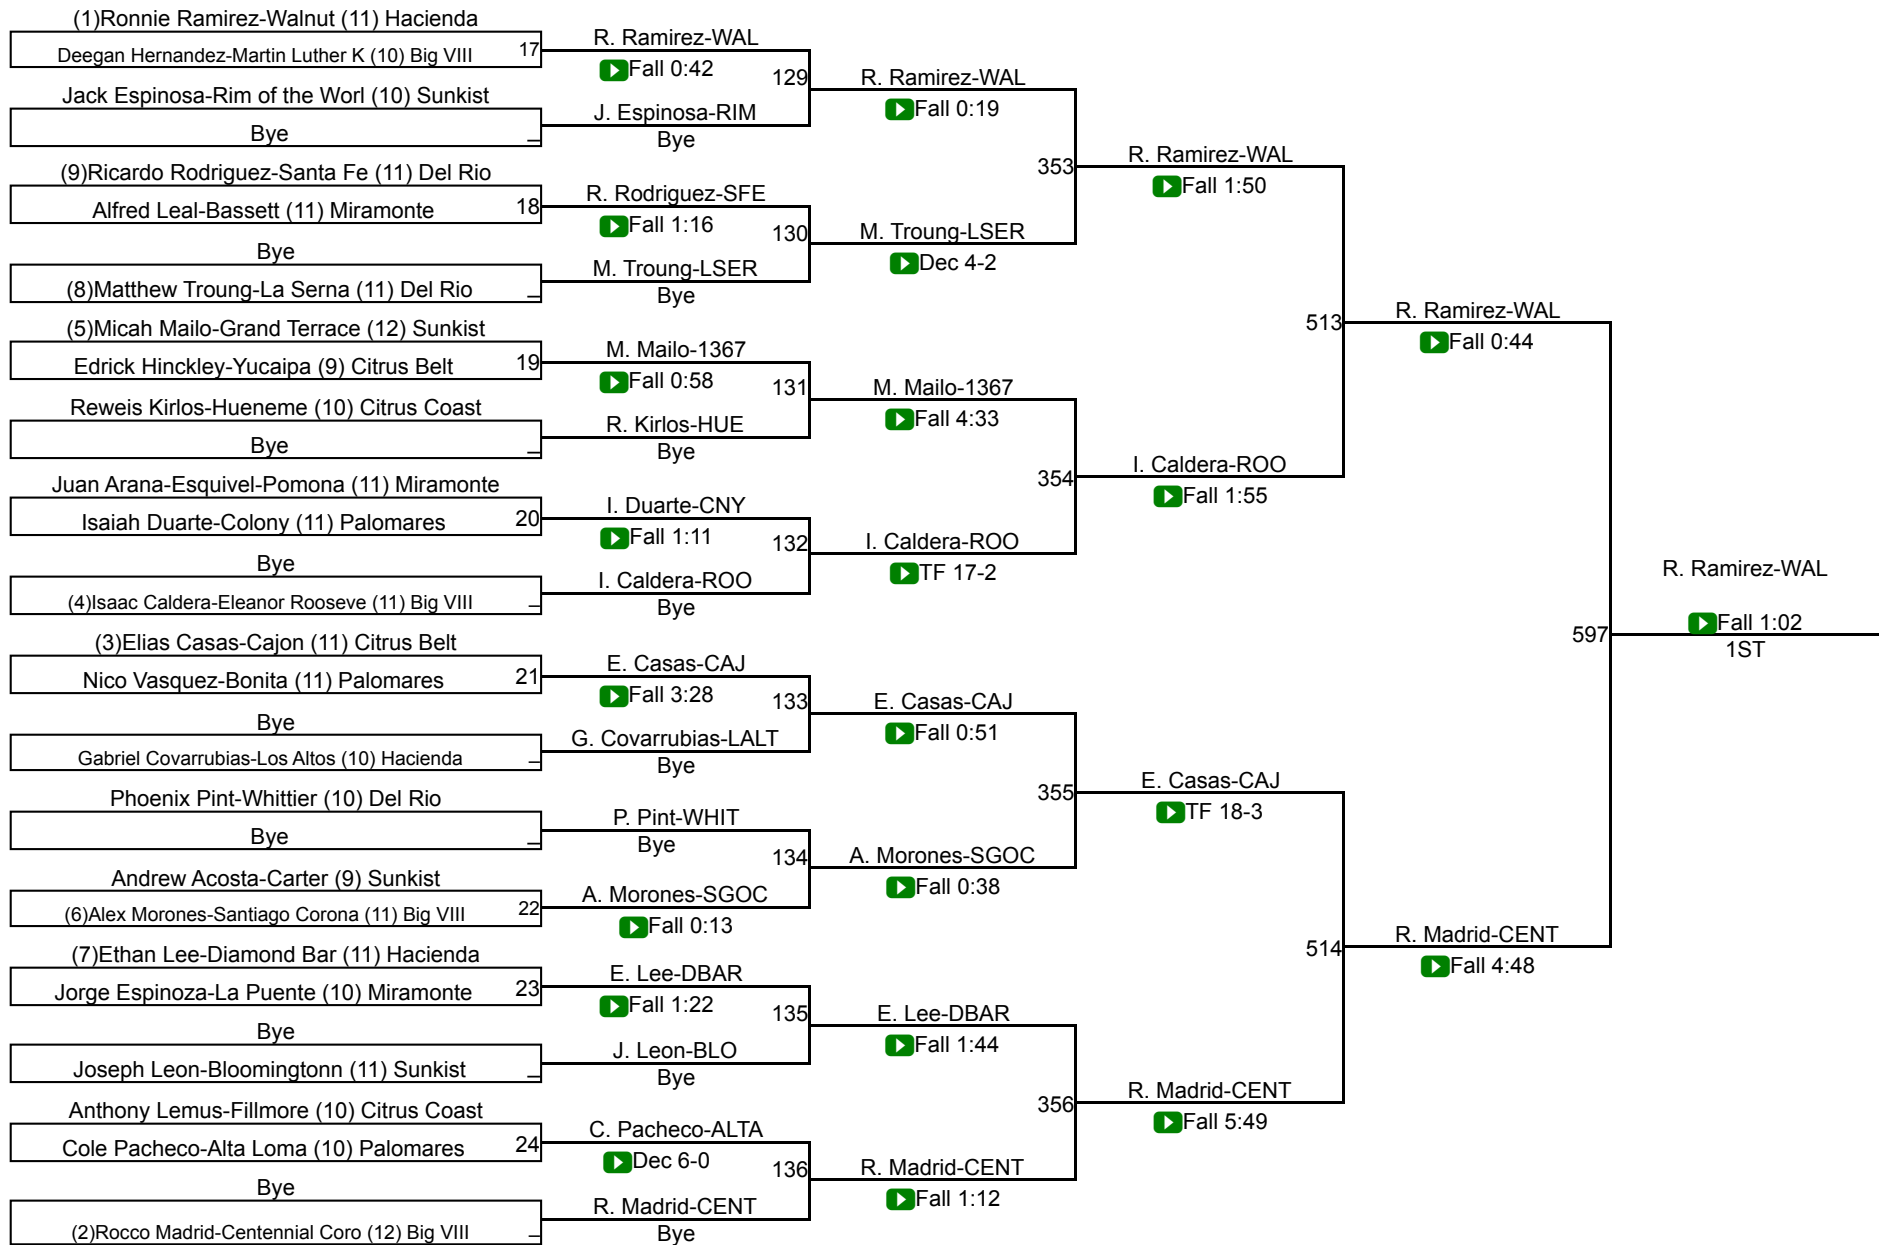 (1)Ronnie Ramirez-Walnut (11) Hacienda
Deegan Hernandez-Martin Luther K (10) Big VIII
17
Jack Espinosa-Rim of the Worl (10) Sunkist
Bye
(9)Ricardo Rodriguez-Santa Fe (11) Del Rio
Alfred Leal-Bassett (11) Miramonte
18
Bye
(8)Matthew Troung-La Serna (11) Del Rio
(5)Micah Mailo-Grand Terrace (12) Sunkist
Edrick Hinckley-Yucaipa (9) Citrus Belt
19
Reweis Kirlos-Hueneme (10) Citrus Coast
Bye
Juan Arana-Esquivel-Pomona (11) Miramonte
Isaiah Duarte-Colony (11) Palomares
20
Bye
(4)Isaac Caldera-Eleanor Rooseve (11) Big VIII
(3)Elias Casas-Cajon (11) Citrus Belt
Nico Vasquez-Bonita (11) Palomares
21
Bye
Gabriel Covarrubias-Los Altos (10) Hacienda
Phoenix Pint-Whittier (10) Del Rio
Bye
Andrew Acosta-Carter (9) Sunkist
(6)Alex Morones-Santiago Corona (11) Big VIII
22
(7)Ethan Lee-Diamond Bar (11) Hacienda
Jorge Espinoza-La Puente (10) Miramonte
23
Bye
Joseph Leon-Bloomingtonn (11) Sunkist
Anthony Lemus-Fillmore (10) Citrus Coast
Cole Pacheco-Alta Loma (10) Palomares
24
Bye
(2)Rocco Madrid-Centennial Coro (12) Big VIII
R. Ramirez-WAL
Fall 0:42
129
J. Espinosa-RIM
Bye
R. Rodriguez-SFE
Fall 1:16
130
M. Troung-LSER
Bye
M. Mailo-1367
Fall 0:58
131
R. Kirlos-HUE
Bye
I. Duarte-CNY
Fall 1:11
132
I. Caldera-ROO
Bye
E. Casas-CAJ
Fall 3:28
133
G. Covarrubias-LALT
Bye
P. Pint-WHIT
Bye
134
A. Morones-SGOC
Fall 0:13
E. Lee-DBAR
Fall 1:22
135
J. Leon-BLO
Bye
C. Pacheco-ALTA
Dec 6-0
136
R. Madrid-CENT
Bye
R. Ramirez-WAL
Fall 0:19
353
M. Troung-LSER
Dec 4-2
M. Mailo-1367
Fall 4:33
354
I. Caldera-ROO
TF 17-2
E. Casas-CAJ
Fall 0:51
355
A. Morones-SGOC
Fall 0:38
E. Lee-DBAR
Fall 1:44
356
R. Madrid-CENT
Fall 1:12
R. Ramirez-WAL
Fall 1:50
513
I. Caldera-ROO
Fall 1:55
E. Casas-CAJ
TF 18-3
514
R. Madrid-CENT
Fall 5:49
R. Ramirez-WAL
Fall 0:44
597
R. Madrid-CENT
Fall 4:48
R. Ramirez-WAL
Fall 1:02
1ST